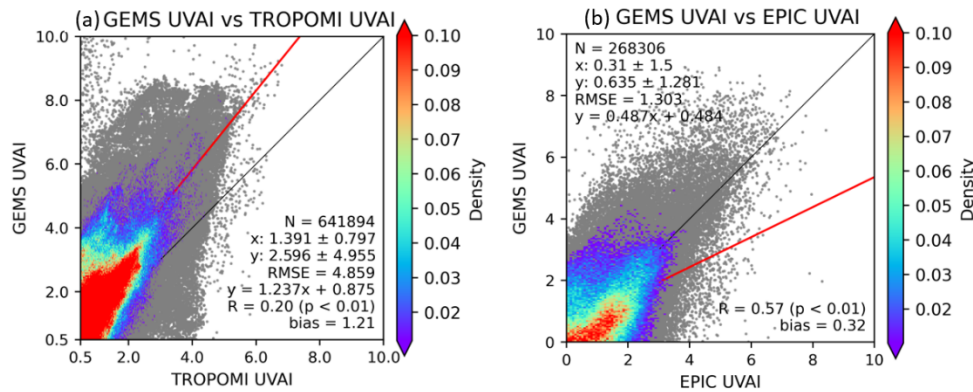 (a) GEMS UVAI vs TROPOMI UVAI
10.0
8.0
6.0
4.0
2.0
0.5
GEMS UVAI
N = 641894
x: 1.391 ± 0.797
y: 2.596 ± 4.955
RMSE = 4.859
y = 1.237x + 0.875
R = 0.20 (p < 0.01)
bias = 1.21
0.5 2.0 4.0 6.0 8.0 10.0
TROPOMI UVAI
0.10
0.09
0.08
0.07
0.06
0.05
0.04
0.03
0.02
Density
(b) GEMS UVAI vs EPIC UVAI
10
8
6
4
2
0
GEMS UVAI
N = 268306
x: 0.31 ± 1.5
y: 0.635 ± 1.281
RMSE = 1.303
y = 0.487x + 0.484
R = 0.57 (p < 0.01)
bias = 0.32
0 2 4 6 8 10
EPIC UVAI
0.10
0.09
0.08
0.07
0.06
0.05
0.04
0.03
0.02
Density